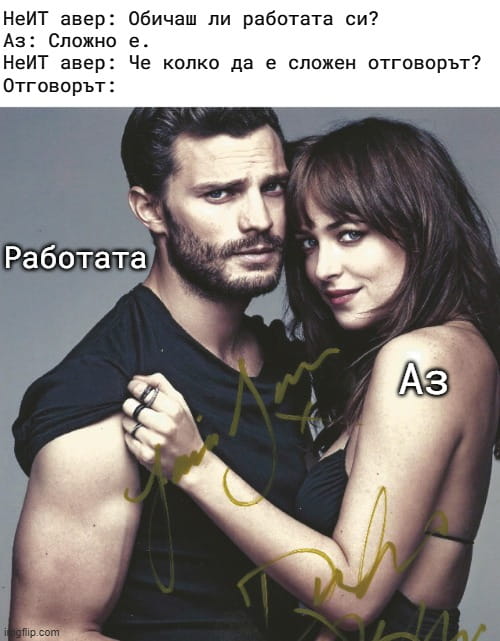 НеИТ авер: Обичаш ли работата си?
Аз: Сложно е.
НеИТ авер: Че колко да е сложен отговорът?
Отговорът:
Работата
Аз
imgflip.com